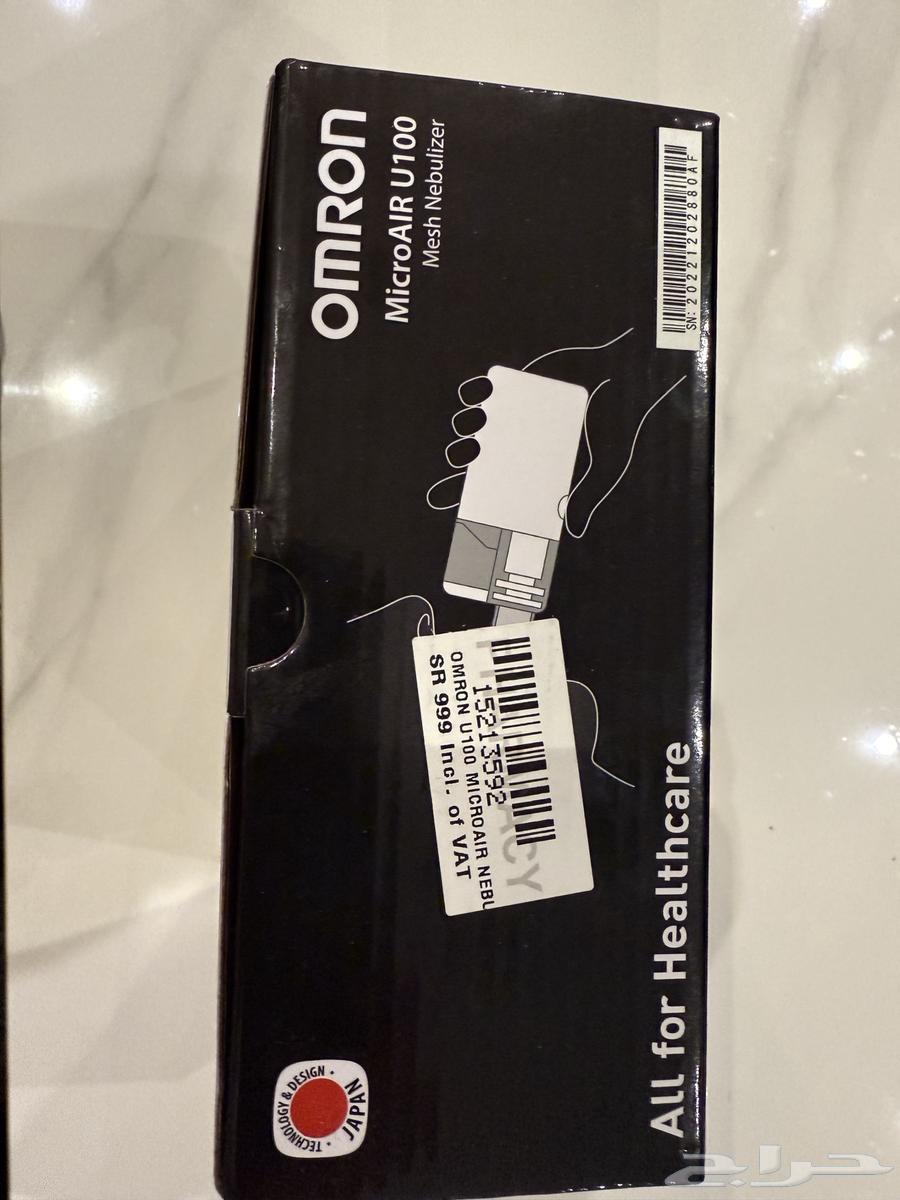 OMRON
MicroAIR U100
Mesh Nebulizer
SN: 20221202880AF
15213592
OMRON U100 MICROAIR NEBU
SR 999 Incl. of VAT
All for Healthcare
TECHNOLOGY & DESIGN • JAPAN •
حراج